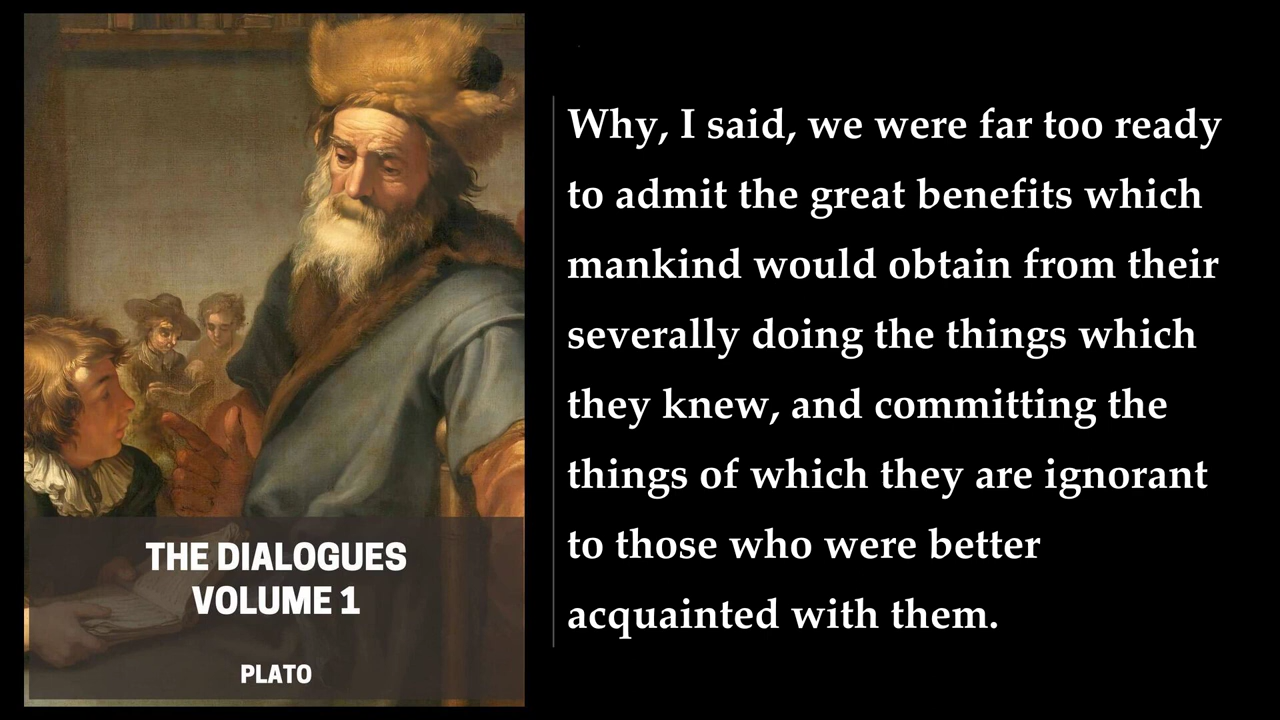 THE DIALOGUES
VOLUME 1
PLATO
Why, I said, we were far too ready
to admit the great benefits which
mankind would obtain from their
severally doing the things which
they knew, and committing the
things of which they are ignorant
to those who were better
acquainted with them.